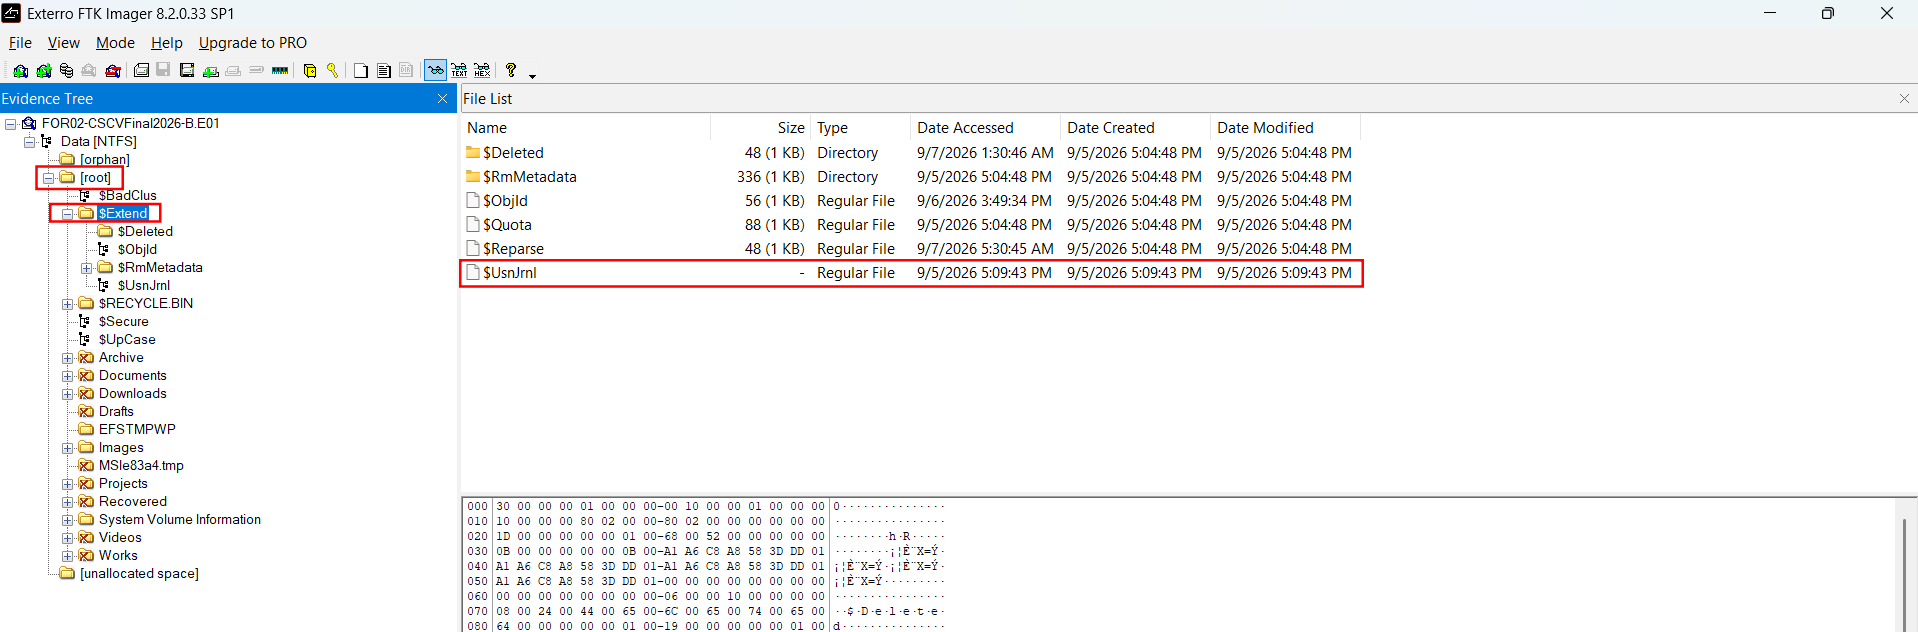 Exterro FTK Imager 8.2.0.33 SP1
File View Mode Help Upgrade to PRO
TEXT HEX
Evidence Tree
File List
FOR02-CSCVFinal2026-B.E01
Data [NTFS]
[orphan]
[root]
$BadClus
$Extend
$Deleted
$ObjId
$RmMetadata
$UsnJrnl
$RECYCLE.BIN
$Secure
$UpCase
Archive
Documents
Downloads
Drafts
EFSTMPWP
Images
MSIe83a4.tmp
Projects
Recovered
System Volume Information
Videos
Works
[unallocated space]
Name Size Type Date Accessed Date Created Date Modified
$Deleted 48 (1 KB) Directory 9/7/2026 1:30:46 AM 9/5/2026 5:04:48 PM 9/5/2026 5:04:48 PM
$RmMetadata 336 (1 KB) Directory 9/5/2026 5:04:48 PM 9/5/2026 5:04:48 PM 9/5/2026 5:04:48 PM
$ObjId 56 (1 KB) Regular File 9/6/2026 3:49:34 PM 9/5/2026 5:04:48 PM 9/5/2026 5:04:48 PM
$Quota 88 (1 KB) Regular File 9/5/2026 5:04:48 PM 9/5/2026 5:04:48 PM 9/5/2026 5:04:48 PM
$Reparse 48 (1 KB) Regular File 9/7/2026 5:30:45 AM 9/5/2026 5:04:48 PM 9/5/2026 5:04:48 PM
$UsnJrnl - Regular File 9/5/2026 5:09:43 PM 9/5/2026 5:09:43 PM 9/5/2026 5:09:43 PM
000 30 00 00 00 01 00 00 00-00 10 00 00 01 00 00 00 0···············
010 10 00 00 00 80 02 00 00-80 02 00 00 00 00 00 00 ················
020 1D 00 00 00 00 00 01 00-68 00 52 00 00 00 00 00 ········h·R·····
030 0B 00 00 00 00 00 0B 00-A1 A6 C8 A8 58 3D DD 01 ········¡¦È¨X=Ý·
040 A1 A6 C8 A8 58 3D DD 01-A1 A6 C8 A8 58 3D DD 01 ¡¦È¨X=Ý·¡¦È¨X=Ý·
050 A1 A6 C8 A8 58 3D DD 01-00 00 00 00 00 00 00 00 ¡¦È¨X=Ý·········
060 00 00 00 00 00 00 00 00-06 00 00 10 00 00 00 00 ················
070 08 00 24 00 44 00 65 00-6C 00 65 00 74 00 65 00 ··$·D·e·l·e·t·e·
080 64 00 00 00 00 00 01 00-19 00 00 00 00 00 01 00 d···············